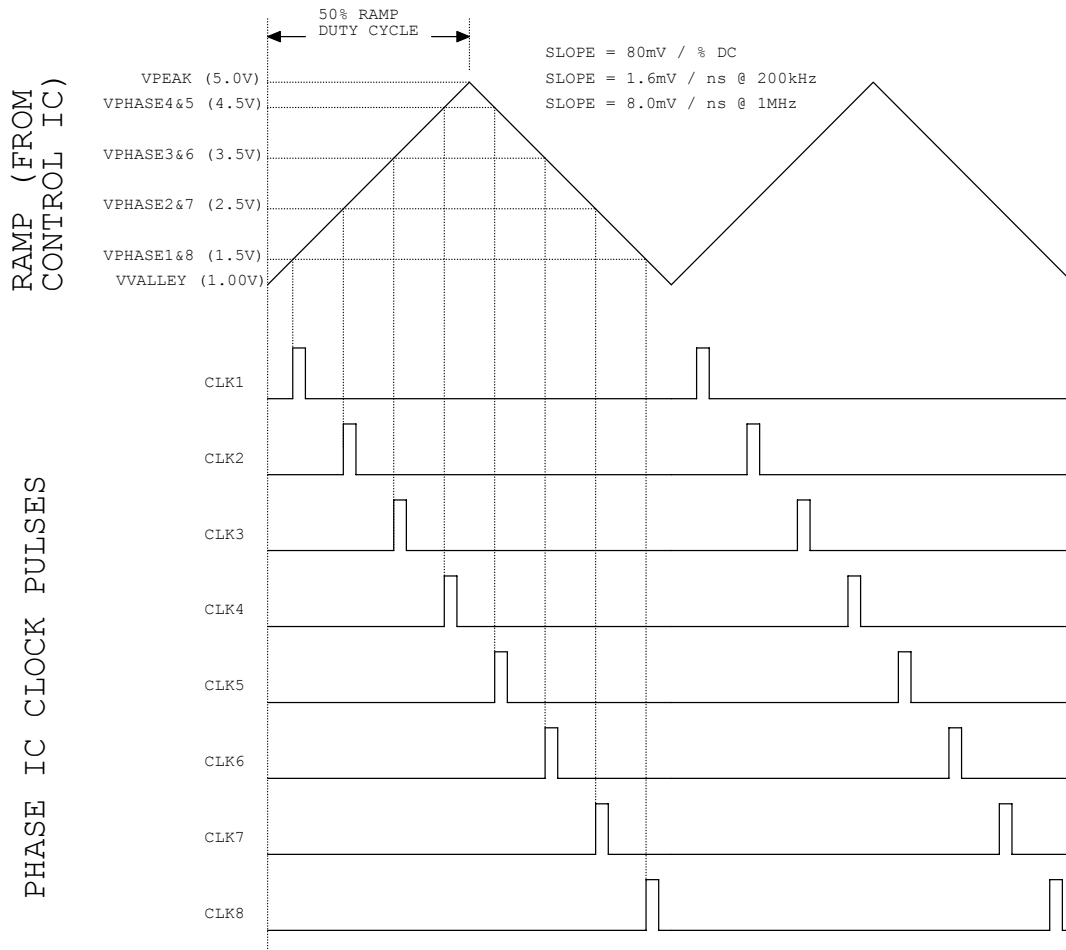 50% RAMP
DUTY CYCLE
SLOPE = 80mV / % DC
SLOPE = 1.6mV / ns @ 200kHz
SLOPE = 8.0mV / ns @ 1MHz
RAMP (FROM
CONTROL IC)
VPEAK (5.0V)
VPHASE4&5 (4.5V)
VPHASE3&6 (3.5V)
VPHASE2&7 (2.5V)
VPHASE1&8 (1.5V)
VVALLEY (1.00V)
PHASE IC CLOCK PULSES
CLK1
CLK2
CLK3
CLK4
CLK5
CLK6
CLK7
CLK8